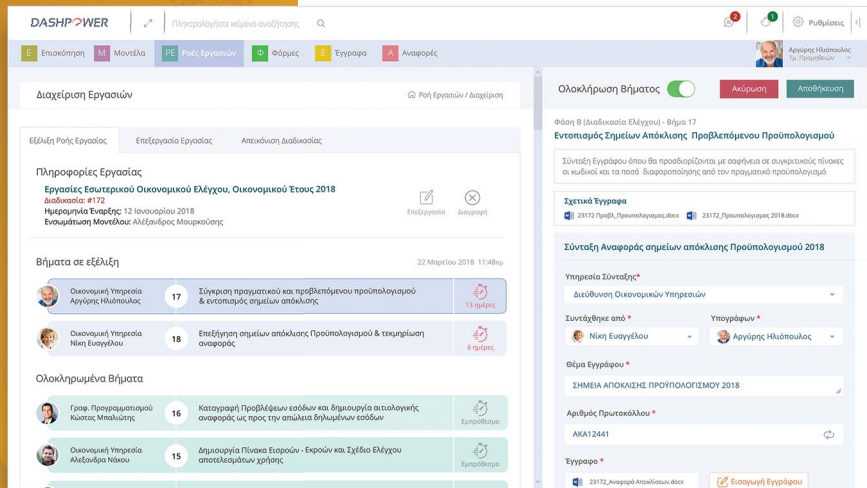 DASHPOWER
Πληκτρολογήστε κείμενο αναζήτησης
2
1
Ρυθμίσεις
Ε Επισκόπηση
Μ Μοντέλα
ΡΕ Ροές Εργασιών
Φ Φόρμες
Ε Έγγραφα
Α Αναφορές
Αργύρης Ηλιόπουλος
Τμ. Προμηθειών
Διαχείριση Εργασιών
Ροή Εργασιών / Διαχείριση
Εξέλιξη Ροής Εργασίας
Επεξεργασία Εργασίας
Απεικόνιση Διαδικασίας
Πληροφορίες Εργασίας
Εργασίες Εσωτερικού Οικονομικού Ελέγχου, Οικονομικού Έτους 2018
Διαδικασία: #172
Ημερομηνία Έναρξης: 12 Ιανουαρίου 2018
Ενσωμάτωση Μοντέλου: Αλέξανδρος Μουρκούσης
Επεξεργασία
Διαγραφή
Βήματα σε εξέλιξη
22 Μαρτίου 2018 11:48πμ
Οικονομική Υπηρεσία
Αργύρης Ηλιόπουλος
17
Σύγκριση πραγματικού και προβλεπόμενου προϋπολογισμού
& εντοπισμός σημείων απόκλισης
13 ημέρες
Οικονομική Υπηρεσία
Νίκη Ευαγγέλου
18
Επεξήγηση σημείων απόκλισης Προϋπολογισμού & τεκμηρίωση
αναφοράς
6 ημέρες
Ολοκληρωμένα Βήματα
Γραφ. Προγραμματισμού
Κώστας Μπαλιώτης
16
Καταγραφή Προβλέψεων εσόδων και δημιουργία αιτιολογικής
αναφοράς ως προς την απώλεια δηλωμένων εσόδων
Εμπρόθεσμο
Οικονομική Υπηρεσία
Αλεξάνδρα Νάκου
15
Δημιουργία Πίνακα Εισροών - Εκροών και Σχέδιο Ελέγχου
αποτελεσμάτων χρήσης
Εμπρόθεσμο
Ολοκλήρωση Βήματος
Ακύρωση
Αποθήκευση
Φάση Β (Διαδικασία Ελέγχου) - Βήμα 17
Εντοπισμός Σημείων Απόκλισης Προβλεπόμενου Προϋπολογισμού
Σύνταξη Εγγράφου όπου θα προσδιορίζονται με ασφήνεια σε συγκριτικούς πίνακες
οι κωδικοί και τα ποσά διαφοροποίησης από τον πραγματικό προϋπολογισμό
Σχετικά Έγγραφα
23172 Προβλ_Προυπολογισμος.docx
23172_Προυπολογισμος 2018.docx
Σύνταξη Αναφοράς σημείων απόκλισης Προϋπολογισμού 2018
Υπηρεσία Σύνταξης*
Διεύθυνση Οικονομικών Υπηρεσιών
Συντάχθηκε από *
Υπογράφων *
Νίκη Ευαγγέλου
Αργύρης Ηλιόπουλος
Θέμα Εγγράφου *
ΣΗΜΕΙΑ ΑΠΟΚΛΙΣΗΣ ΠΡΟΫΠΟΛΟΓΙΣΜΟΥ 2018
Αριθμός Πρωτοκόλλου *
ΑΚΑ12441
Έγγραφο *
23172_Αναφορά Αποκλίσεων.docx
Εισαγωγή Εγγράφου